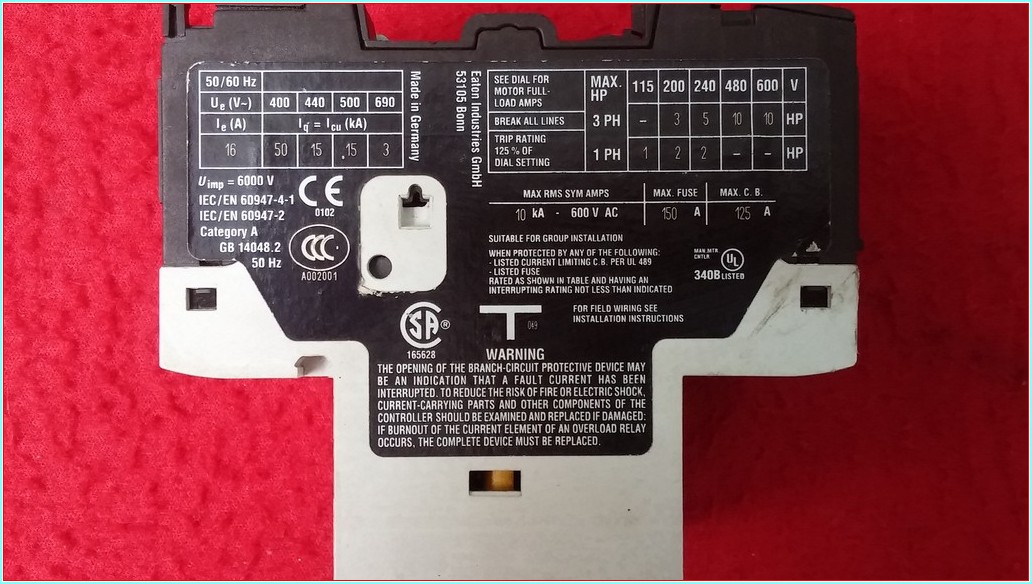 50/60 Hz
Ue (V~) 400 440 500 690
Ie (A) Iq = Icu (kA)
16 50 15 15 3
Made in Germany
Eaton Industries GmbH
53105 Bonn
SEE DIAL FOR
MOTOR FULL-
LOAD AMPS
BREAK ALL LINES
TRIP RATING
125 % OF
DIAL SETTING
MAX. HP 115 200 240 480 600 V
3 PH – 3 5 10 10 HP
1 PH 1 2 2 – – HP
Uimp = 6000 V
IEC/EN 60947-4-1
IEC/EN 60947-2
Category A
GB 14048.2
50 Hz
CE
0102
CCC
A002001
MAX RMS SYM AMPS MAX. FUSE MAX. C. B.
10 kA - 600 V AC 150 A 125 A
SUITABLE FOR GROUP INSTALLATION
WHEN PROTECTED BY ANY OF THE FOLLOWING:
- LISTED CURRENT LIMITING C.B. PER UL 489
- LISTED FUSE
RATED AS SHOWN IN TABLE AND HAVING AN
INTERRUPTING RATING NOT LESS THAN INDICATED
MAN.MTR.
CNTLR
UL
340B LISTED
CSA ®
165628
T 049
FOR FIELD WIRING SEE
INSTALLATION INSTRUCTIONS
WARNING
THE OPENING OF THE BRANCH-CIRCUIT PROTECTIVE DEVICE MAY
BE AN INDICATION THAT A FAULT CURRENT HAS BEEN
INTERRUPTED. TO REDUCE THE RISK OF FIRE OR ELECTRIC SHOCK,
CURRENT-CARRYING PARTS AND OTHER COMPONENTS OF THE
CONTROLLER SHOULD BE EXAMINED AND REPLACED IF DAMAGED:
IF BURNOUT OF THE CURRENT ELEMENT OF AN OVERLOAD RELAY
OCCURS, THE COMPLETE DEVICE MUST BE REPLACED.